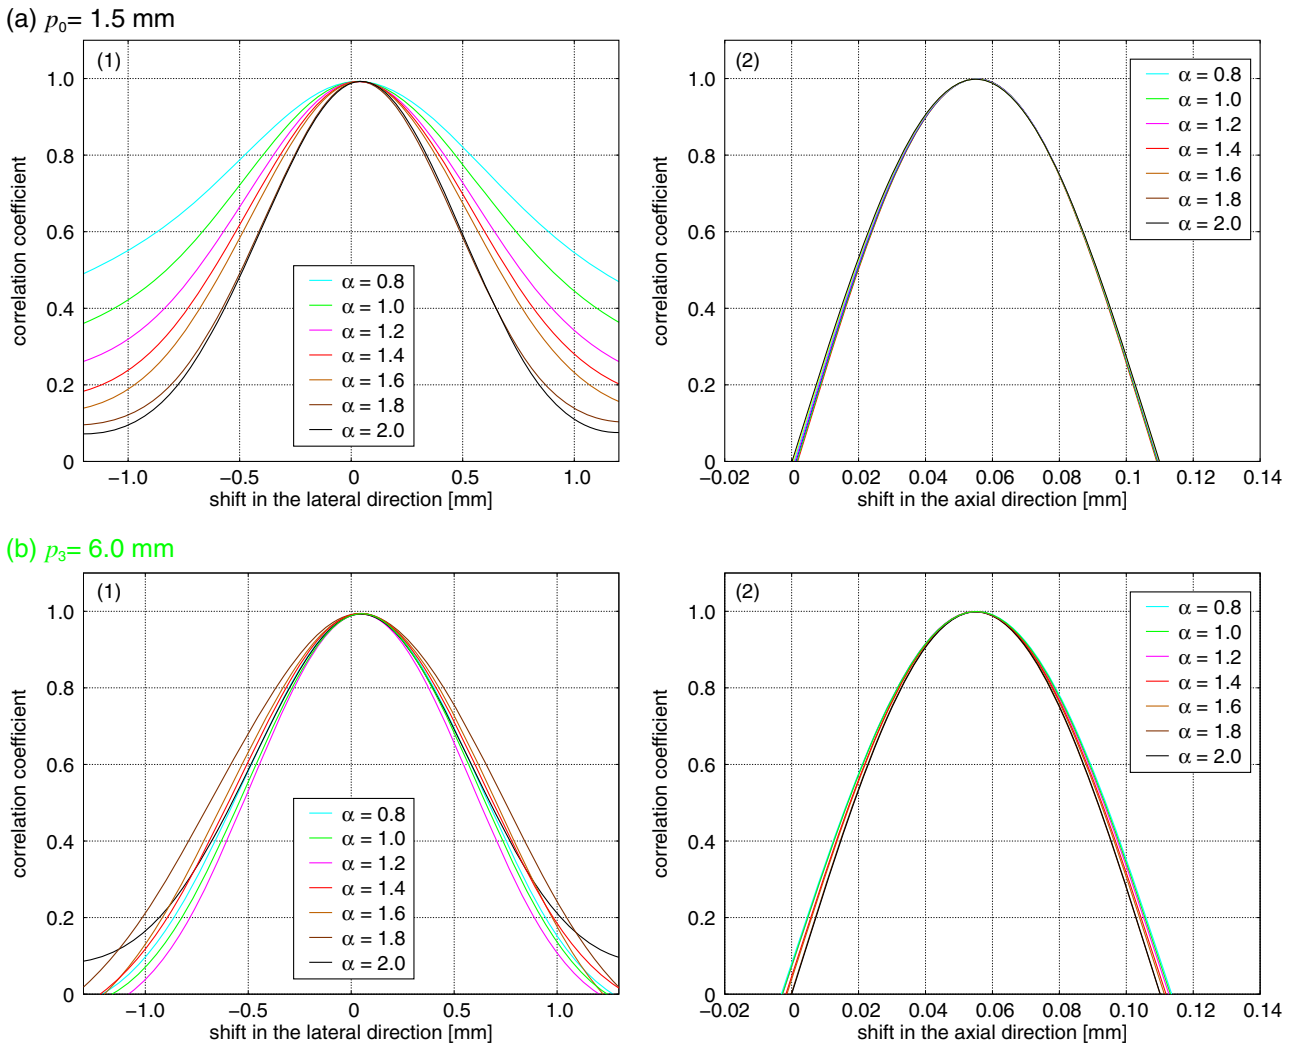 (a) p₀= 1.5 mm
(1)
1.0
0.8
0.6
0.4
0.2
0
correlation coefficient
α = 0.8
α = 1.0
α = 1.2
α = 1.4
α = 1.6
α = 1.8
α = 2.0
−1.0 −0.5 0 0.5 1.0
shift in the lateral direction [mm]
(2)
1.0
0.8
0.6
0.4
0.2
0
correlation coefficient
α = 0.8
α = 1.0
α = 1.2
α = 1.4
α = 1.6
α = 1.8
α = 2.0
−0.02 0 0.02 0.04 0.06 0.08 0.10 0.12 0.14
shift in the axial direction [mm]
(b) p₃= 6.0 mm
(1)
1.0
0.8
0.6
0.4
0.2
0
correlation coefficient
α = 0.8
α = 1.0
α = 1.2
α = 1.4
α = 1.6
α = 1.8
α = 2.0
−1.0 −0.5 0 0.5 1.0
shift in the lateral direction [mm]
(2)
1.0
0.8
0.6
0.4
0.2
0
correlation coefficient
α = 0.8
α = 1.0
α = 1.2
α = 1.4
α = 1.6
α = 1.8
α = 2.0
−0.02 0 0.02 0.04 0.06 0.08 0.10 0.12 0.14
shift in the axial direction [mm]